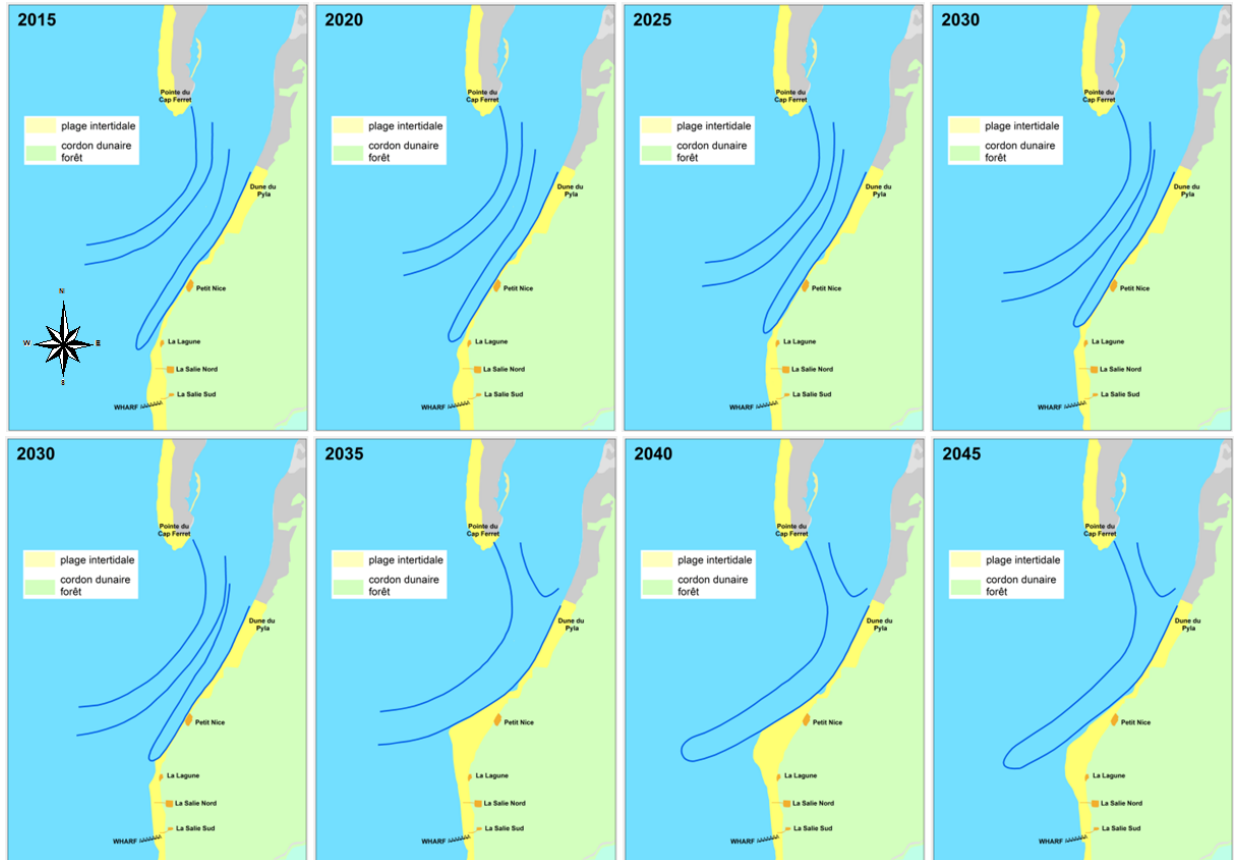 2015
Pointe du
Cap Ferret
plage intertidale
cordon dunaire
forêt
Dune du
Pyla
Petit Nice
N
W
E
S
La Lagune
La Salie Nord
La Salie Sud
WHARF
2020
Pointe du
Cap Ferret
plage intertidale
cordon dunaire
forêt
Dune du
Pyla
Petit Nice
La Lagune
La Salie Nord
La Salie Sud
WHARF
2025
Pointe du
Cap Ferret
plage intertidale
cordon dunaire
forêt
Dune du
Pyla
Petit Nice
La Lagune
La Salie Nord
La Salie Sud
WHARF
2030
Pointe du
Cap Ferret
plage intertidale
cordon dunaire
forêt
Dune du
Pyla
Petit Nice
La Lagune
La Salie Nord
La Salie Sud
WHARF
2030
Pointe du
Cap Ferret
plage intertidale
cordon dunaire
forêt
Dune du
Pyla
Petit Nice
La Lagune
La Salie Nord
La Salie Sud
WHARF
2035
Pointe du
Cap Ferret
plage intertidale
cordon dunaire
forêt
Dune du
Pyla
Petit Nice
La Lagune
La Salie Nord
La Salie Sud
WHARF
2040
Pointe du
Cap Ferret
plage intertidale
cordon dunaire
forêt
Dune du
Pyla
Petit Nice
La Lagune
La Salie Nord
La Salie Sud
WHARF
2045
Pointe du
Cap Ferret
plage intertidale
cordon dunaire
forêt
Dune du
Pyla
Petit Nice
La Lagune
La Salie Nord
La Salie Sud
WHARF